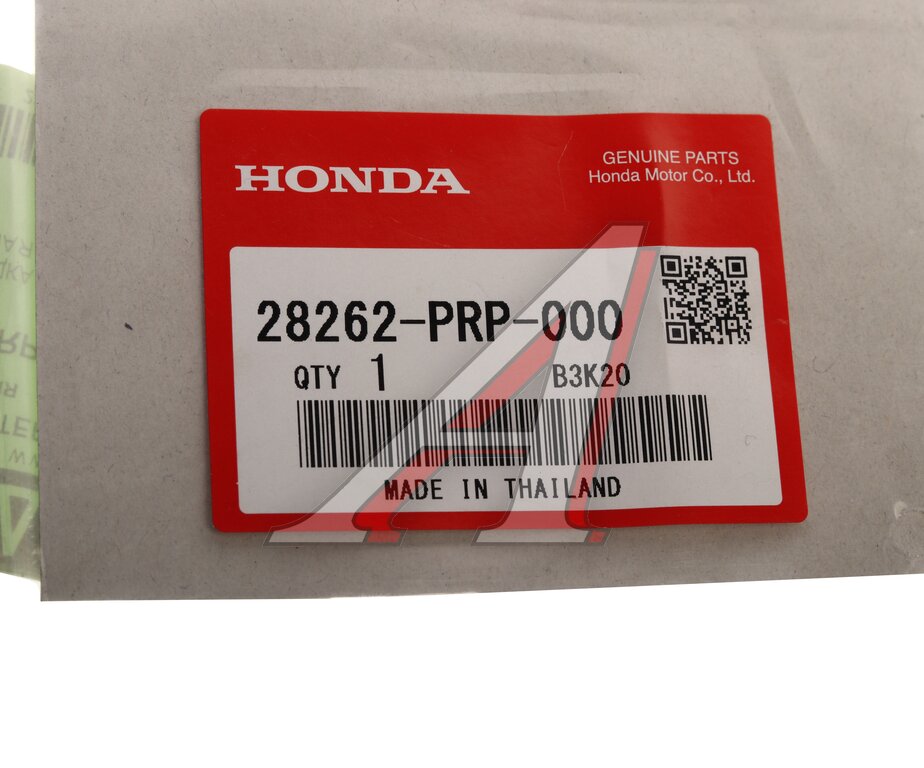 HONDA
GENUINE PARTS
Honda Motor Co., Ltd.
28262-PRP-000
QTY 1 B3K20
MADE IN THAILAND